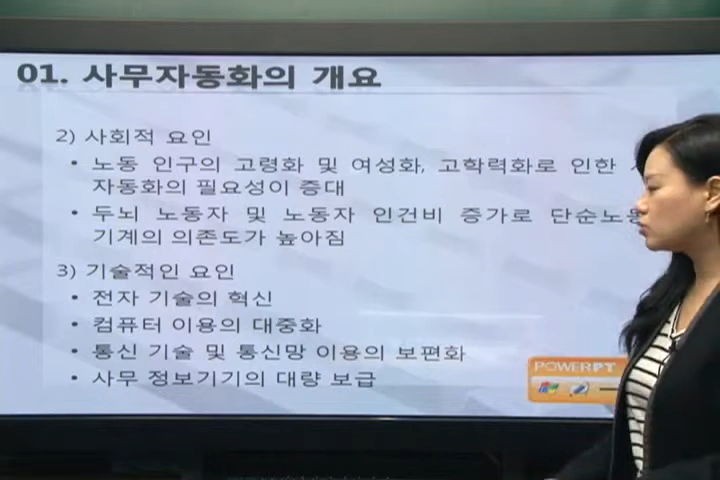 01. 사무자동화의 개요
2) 사회적 요인
• 노동 인구의 고령화 및 여성화, 고학력화로 인한
자동화의 필요성이 증대
• 두뇌 노동자 및 노동자 인건비 증가로 단순노
기계의 의존도가 높아짐
3) 기술적인 요인
• 전자 기술의 혁신
• 컴퓨터 이용의 대중화
• 통신 기술 및 통신망 이용의 보편화
• 사무 정보기기의 대량 보급
POWERPT